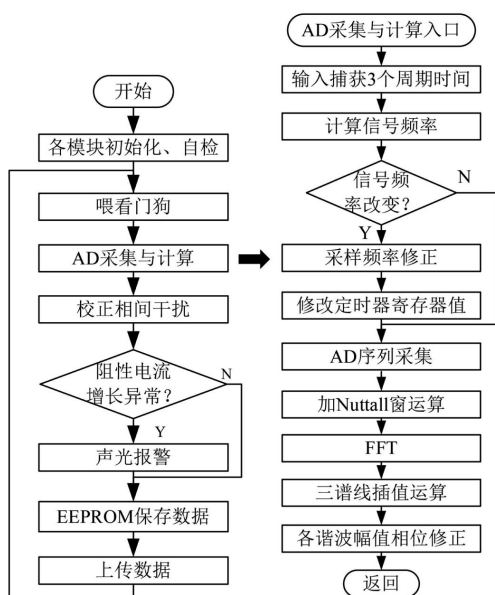 开始
各模块初始化、自检
喂看门狗
AD采集与计算
校正相间干扰
阻性电流
增长异常?
N
Y
声光报警
EEPROM保存数据
上传数据
AD采集与计算入口
输入捕获3个周期时间
计算信号频率
信号频
率改变?
N
Y
采样频率修正
修改定时器寄存器值
AD序列采集
加Nuttall窗运算
FFT
三谱线插值运算
各谐波幅值相位修正
返回